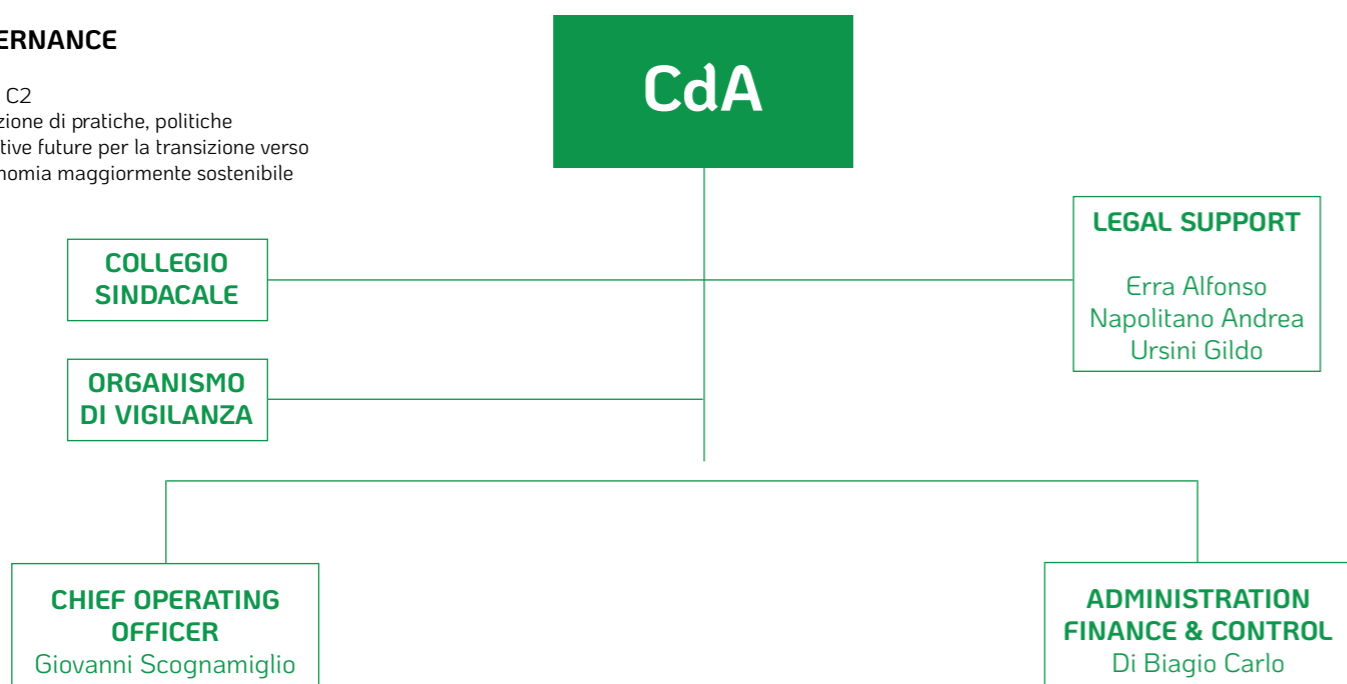 ERNANCE
C2
zione di pratiche, politiche
tive future per la transizione verso
nomia maggiormente sostenibile
CdA
COLLEGIO
SINDACALE
LEGAL SUPPORT
Erra Alfonso
Napolitano Andrea
Ursini Gildo
ORGANISMO
DI VIGILANZA
CHIEF OPERATING
OFFICER
Giovanni Scognamiglio
ADMINISTRATION
FINANCE & CONTROL
Di Biagio Carlo